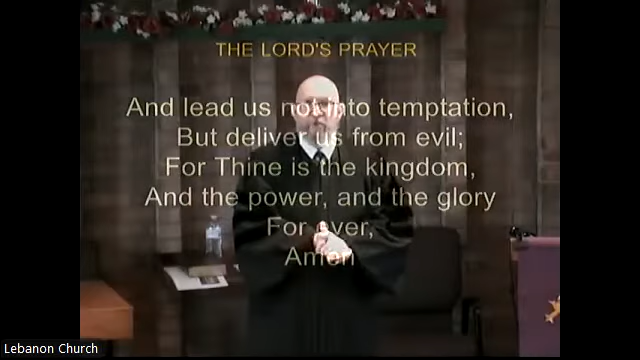 THE LORD'S PRAYER
And lead us not into temptation,
But deliver us from evil;
For Thine is the kingdom,
And the power, and the glory
For ever,
Amen
Lebanon Church